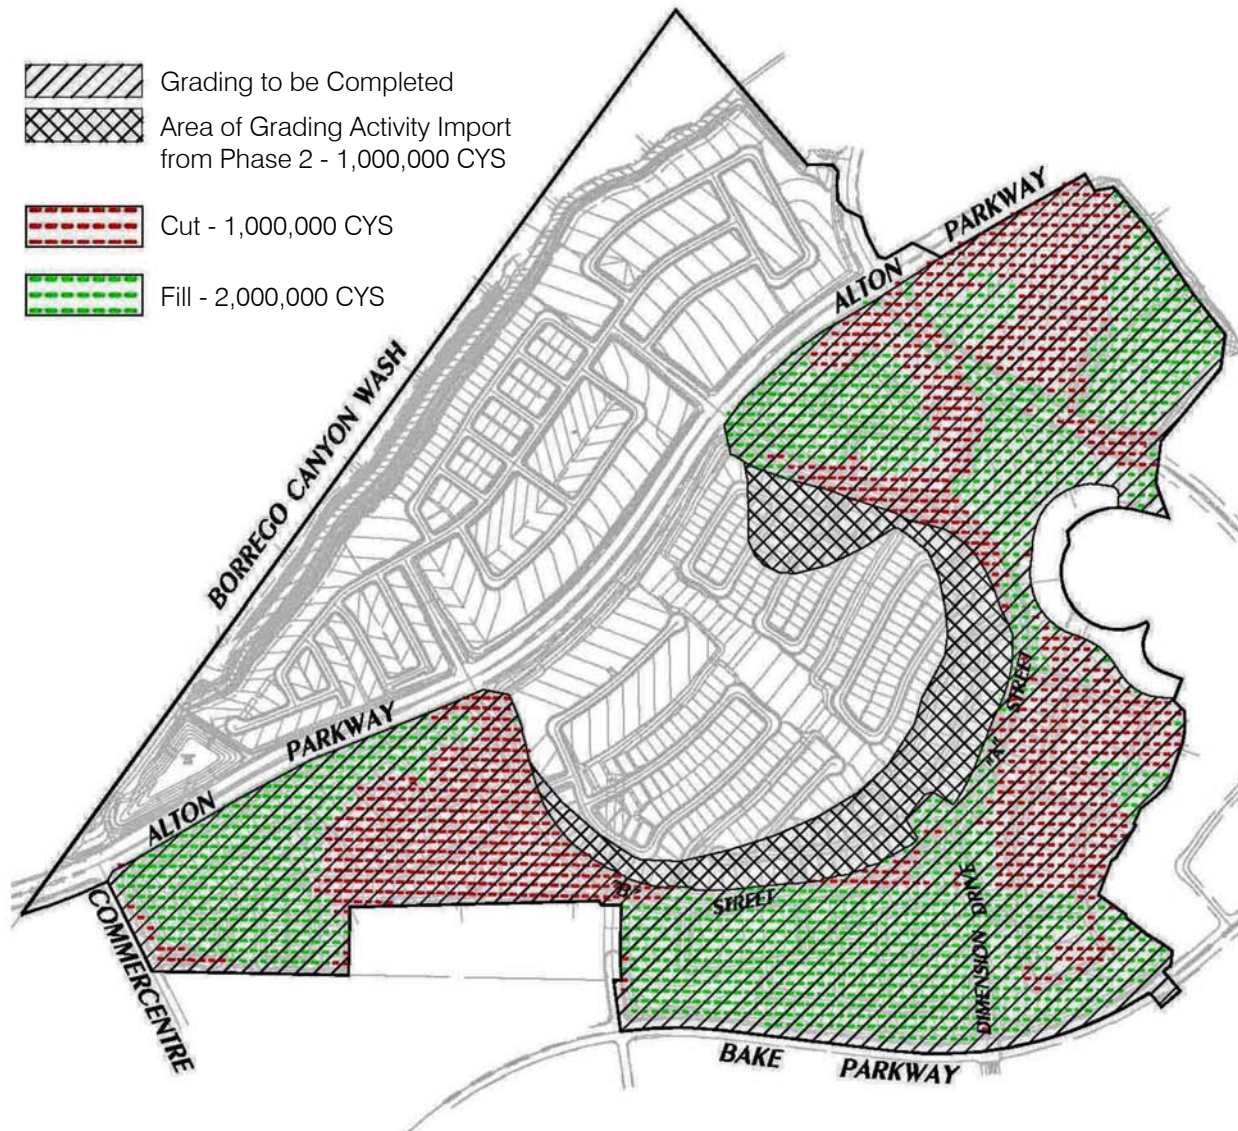 Grading to be Completed
Area of Grading Activity Import
from Phase 2 - 1,000,000 CYS
Cut - 1,000,000 CYS
Fill - 2,000,000 CYS
BORREGO CANYON WASH
ALTON PARKWAY
ALTON PARKWAY
"A" STREET
"B" STREET
DIMENSION DRIVE
COMMERCENTRE
BAKE PARKWAY